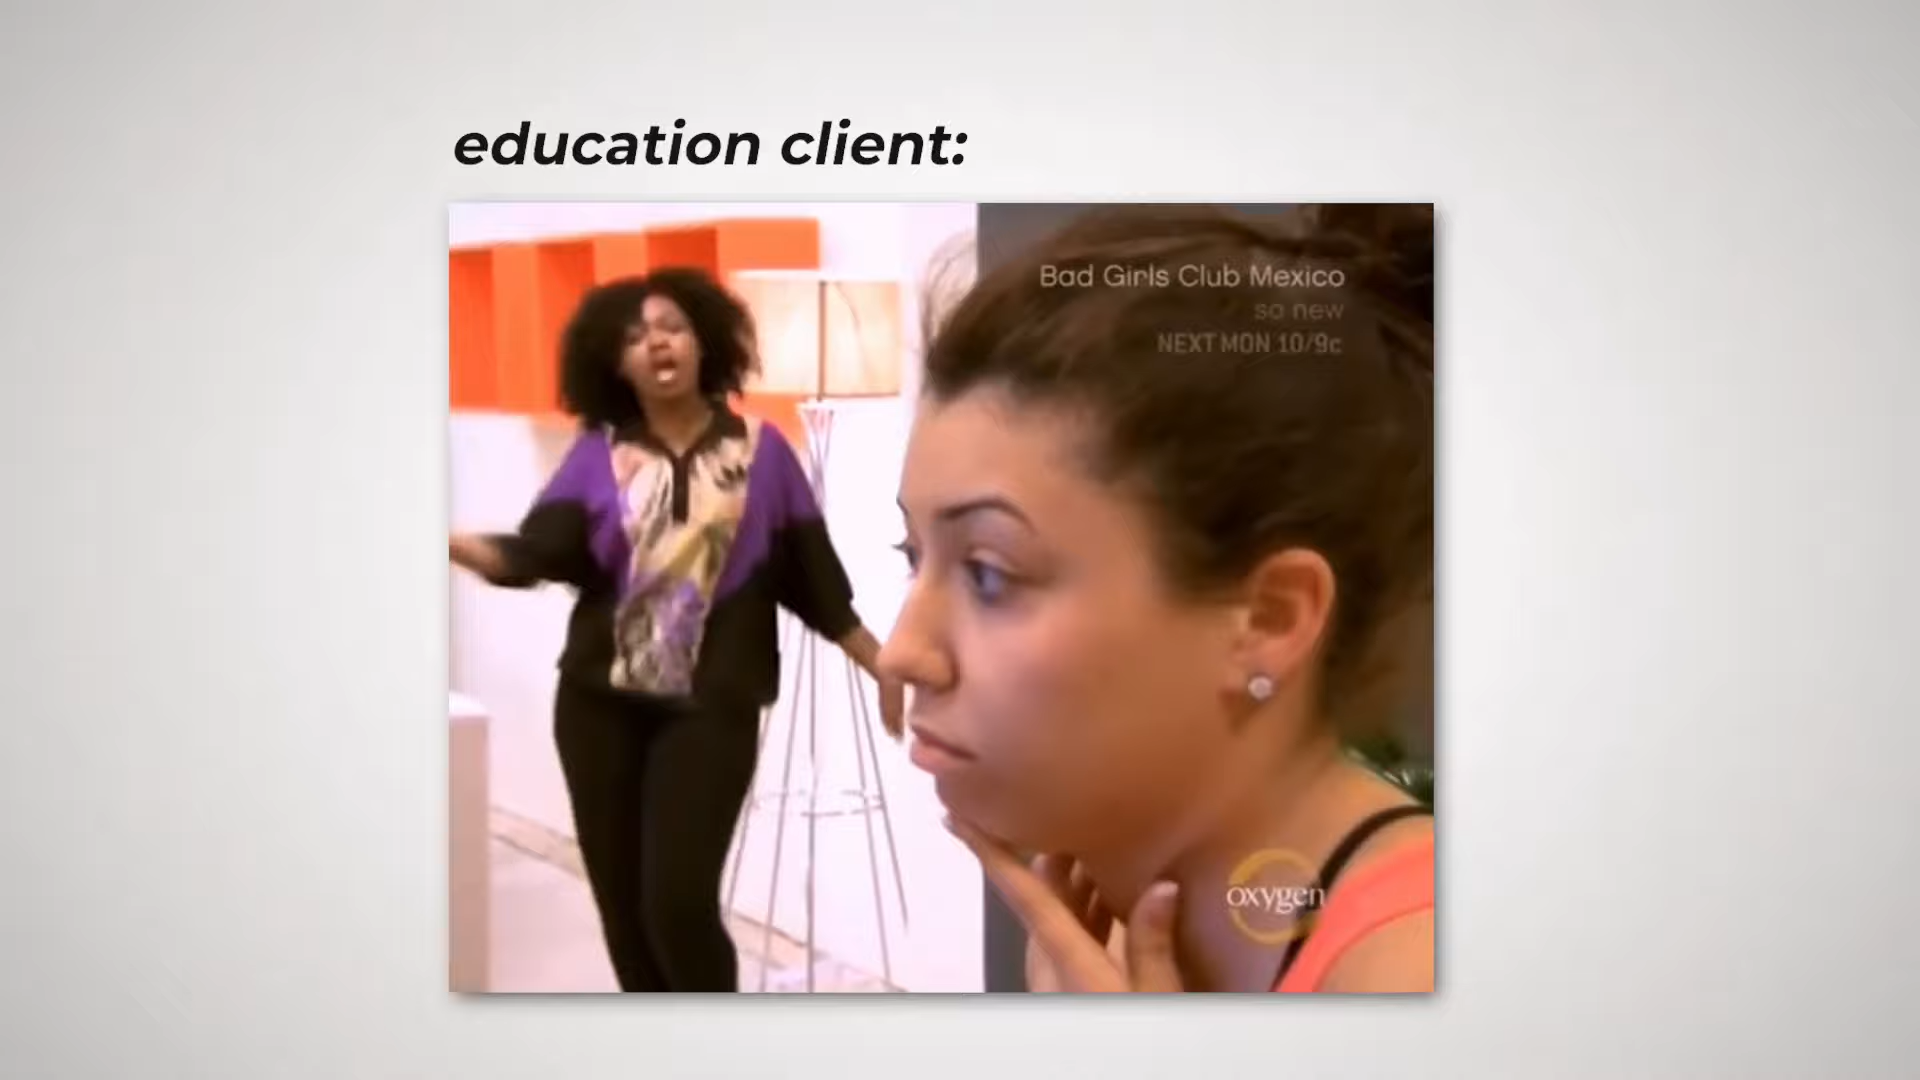 education client:
Bad Girls Club Mexico
so new
NEXT MON 10/9c
oxygen